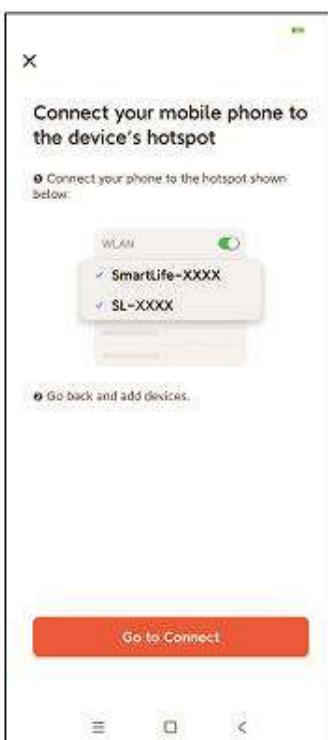 Connect your mobile phone to
the device's hotspot
❶ Connect your phone to the hotspot shown
below:
WLAN
✓ SmartLife-XXXX
✓ SL-XXXX
❷ Go back and add devices.
Go to Connect